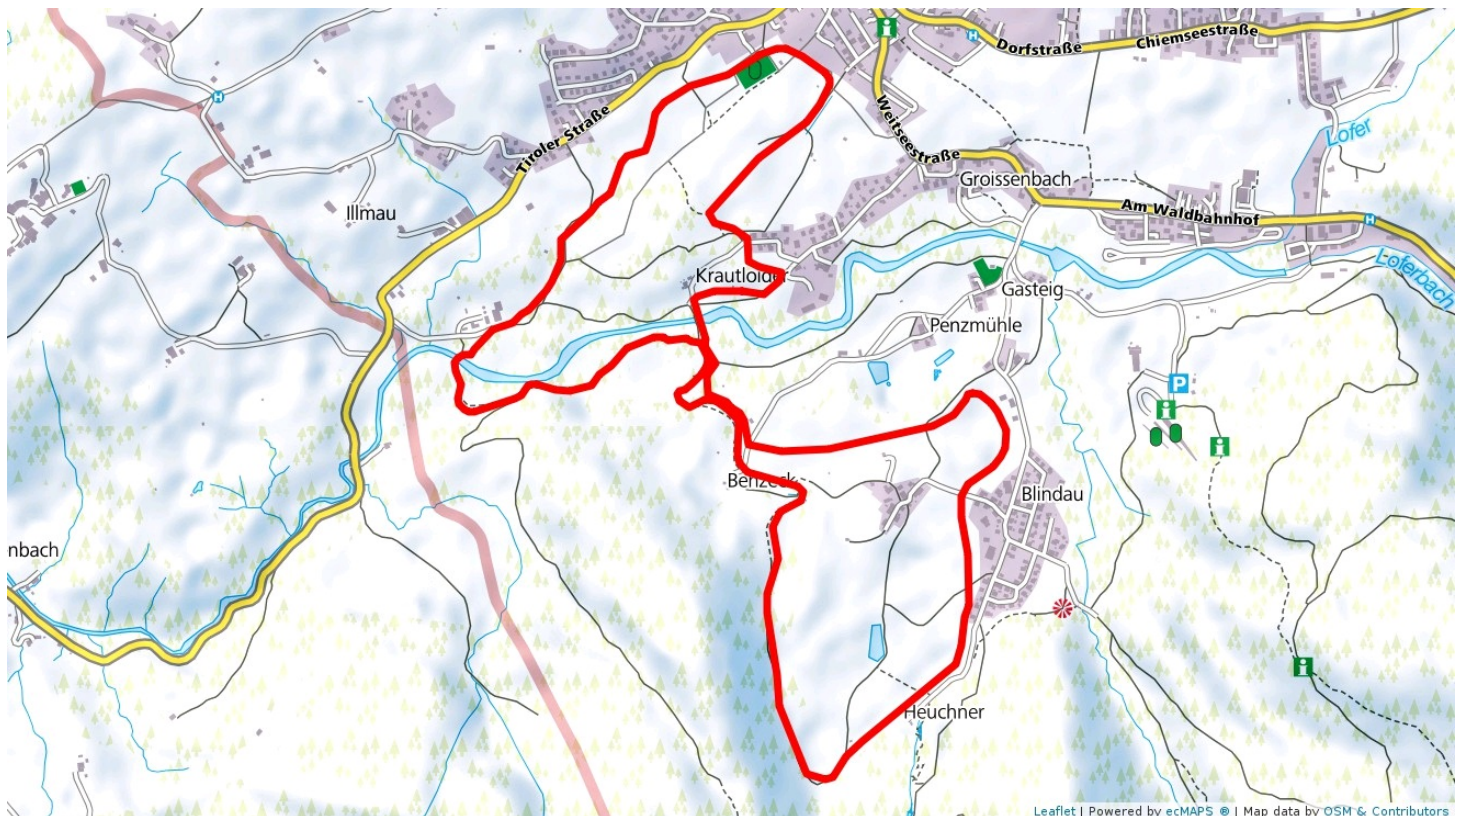 Dorfstraße
Chiemseestraße
H
H
Tiroler Straße
Weitseestraße
Lofer
Groissenbach
Illmau
Am Waldbahnhof
H
Krautloider
Gasteig
Loferbach
Penzmühle
P
Benzeck
Blindau
nbach
Heuchner
Leaflet | Powered by ecMAPS ® | Map data by OSM & Contributors